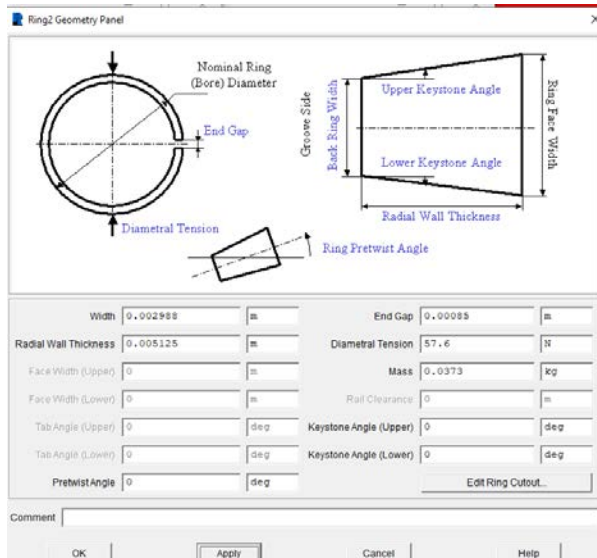 Ring2 Geometry Panel
Nominal Ring
(Bore) Diameter
End Gap
Diametral Tension
Groove Side
Back Ring Width
Upper Keystone Angle
Lower Keystone Angle
Ring Face Width
Radial Wall Thickness
Ring Pretwist Angle
Width 0.002988 m End Gap 0.00085 m
Radial Wall Thickness 0.005125 m Diametral Tension 57.6 N
Face Width (Upper) 0 m Mass 0.0373 kg
Face Width (Lower) 0 m Rail Clearance 0 m
Tab Angle (Upper) 0 deg Keystone Angle (Upper) 0 deg
Tab Angle (Lower) 0 deg Keystone Angle (Lower) 0 deg
Pretwist Angle 0 deg Edit Ring Cutout...
Comment
OK Apply Cancel Help